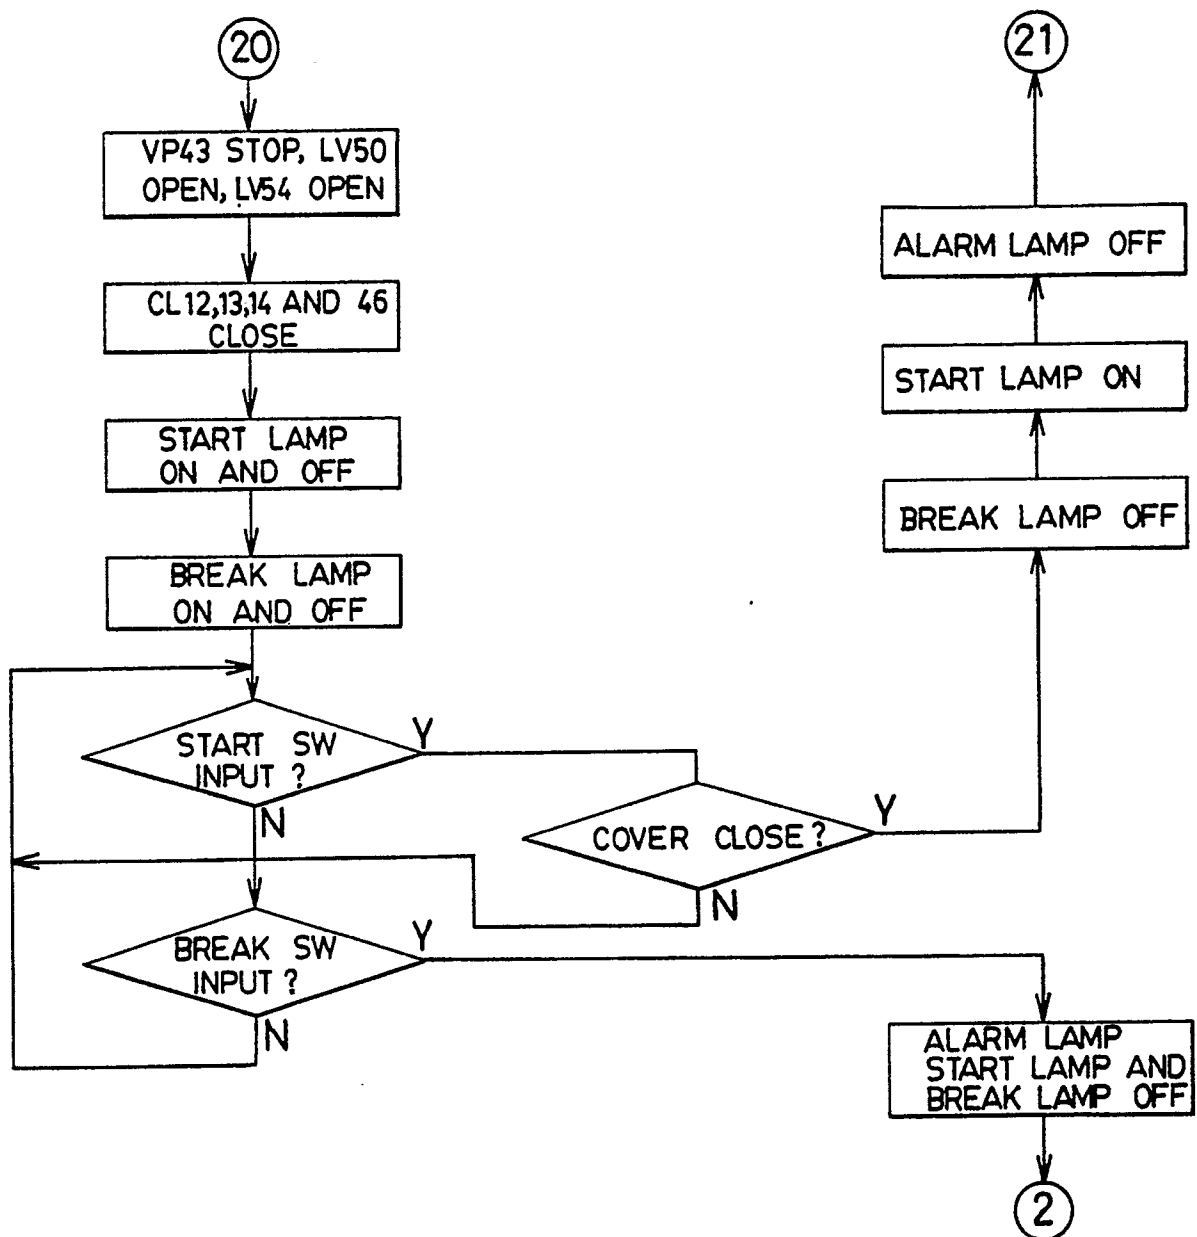 20
VP43 STOP, LV50
OPEN, LV54 OPEN
CL12,13,14 AND 46
CLOSE
START LAMP
ON AND OFF
BREAK LAMP
ON AND OFF
START SW
INPUT ?
Y
N
COVER CLOSE ?
Y
N
BREAK SW
INPUT ?
Y
N
21
ALARM LAMP OFF
START LAMP ON
BREAK LAMP OFF
ALARM LAMP
START LAMP AND
BREAK LAMP OFF
2